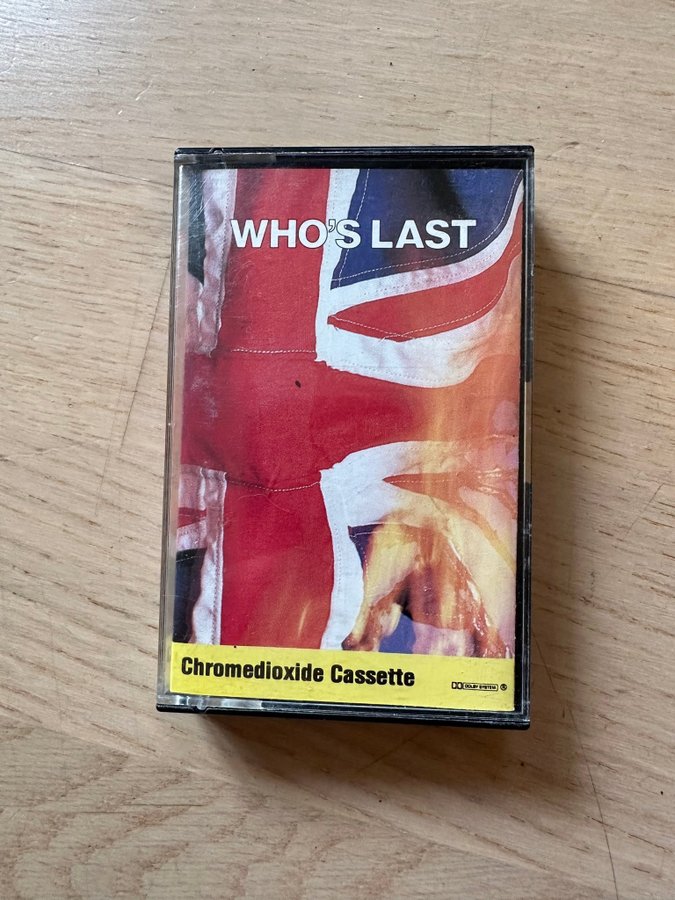 WHO'S LAST
Chromedioxide Cassette
DOLBY SYSTEM ®